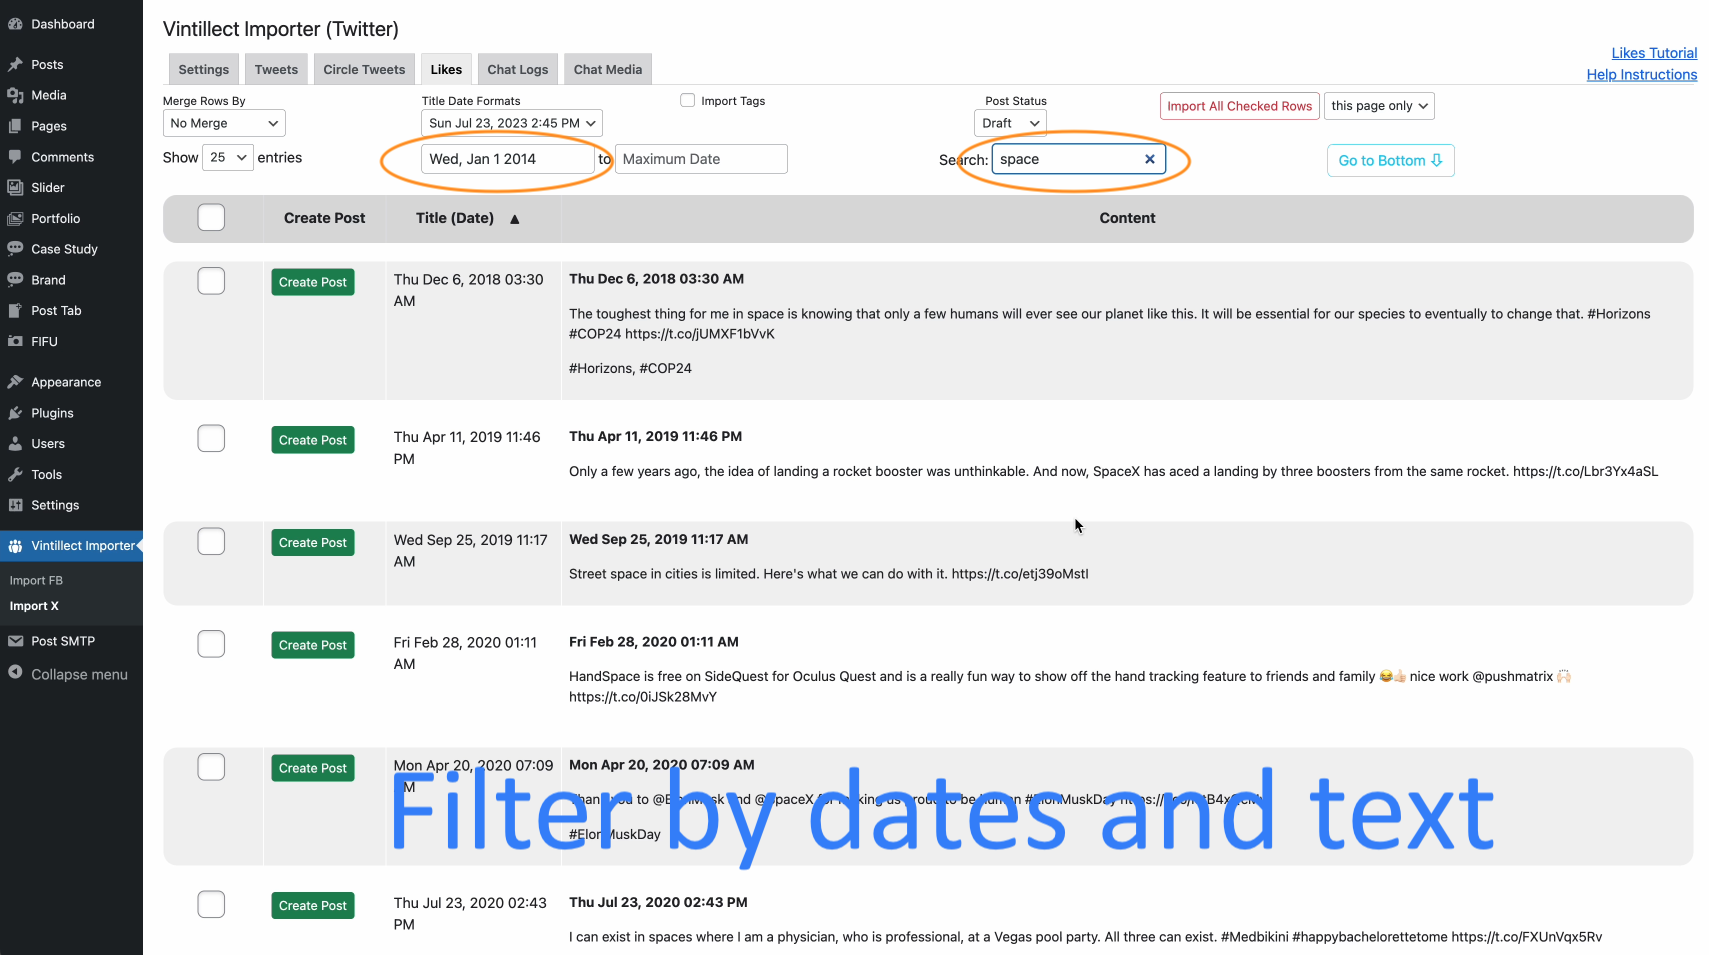 Dashboard
Posts
Media
Pages
Comments
Slider
Portfolio
Case Study
Brand
Post Tab
FIFU
Appearance
Plugins
Users
Tools
Settings
Vintillect Importer
Import FB
Import X
Post SMTP
Collapse menu
Vintillect Importer (Twitter)
Likes Tutorial
Help Instructions
Settings Tweets Circle Tweets Likes Chat Logs Chat Media
Merge Rows By Title Date Formats Import Tags Post Status
No Merge Sun Jul 23, 2023 2:45 PM Draft Import All Checked Rows this page only
Show 25 entries Wed, Jan 1 2014 to Maximum Date Search: space Go to Bottom
Create Post Title (Date) ▲ Content
Create Post Thu Dec 6, 2018 03:30 AM
Thu Dec 6, 2018 03:30 AM
The toughest thing for me in space is knowing that only a few humans will ever see our planet like this. It will be essential for our species to eventually to change that. #Horizons
#COP24 https://t.co/jUMXF1bVvK
#Horizons, #COP24
Create Post Thu Apr 11, 2019 11:46 PM
Thu Apr 11, 2019 11:46 PM
Only a few years ago, the idea of landing a rocket booster was unthinkable. And now, SpaceX has aced a landing by three boosters from the same rocket. https://t.co/Lbr3Yx4aSL
Create Post Wed Sep 25, 2019 11:17 AM
Wed Sep 25, 2019 11:17 AM
Street space in cities is limited. Here's what we can do with it. https://t.co/etj39oMstI
Create Post Fri Feb 28, 2020 01:11 AM
Fri Feb 28, 2020 01:11 AM
HandSpace is free on SideQuest for Oculus Quest and is a really fun way to show off the hand tracking feature to friends and family 😂👍🏻 nice work @pushmatrix 🙌🏻
https://t.co/0iJSk28MvY
Create Post Mon Apr 20, 2020 07:09
Mon Apr 20, 2020 07:09 AM
to @ElonMusk and @SpaceX for making us proud to be human #ElonMuskDay
#ElonMuskDay
Filter by dates and text
Create Post Thu Jul 23, 2020 02:43 PM
Thu Jul 23, 2020 02:43 PM
I can exist in spaces where I am a physician, who is professional, at a Vegas pool party. All three can exist. #Medbikini #happybachelorettetome https://t.co/FXUnVqx5Rv